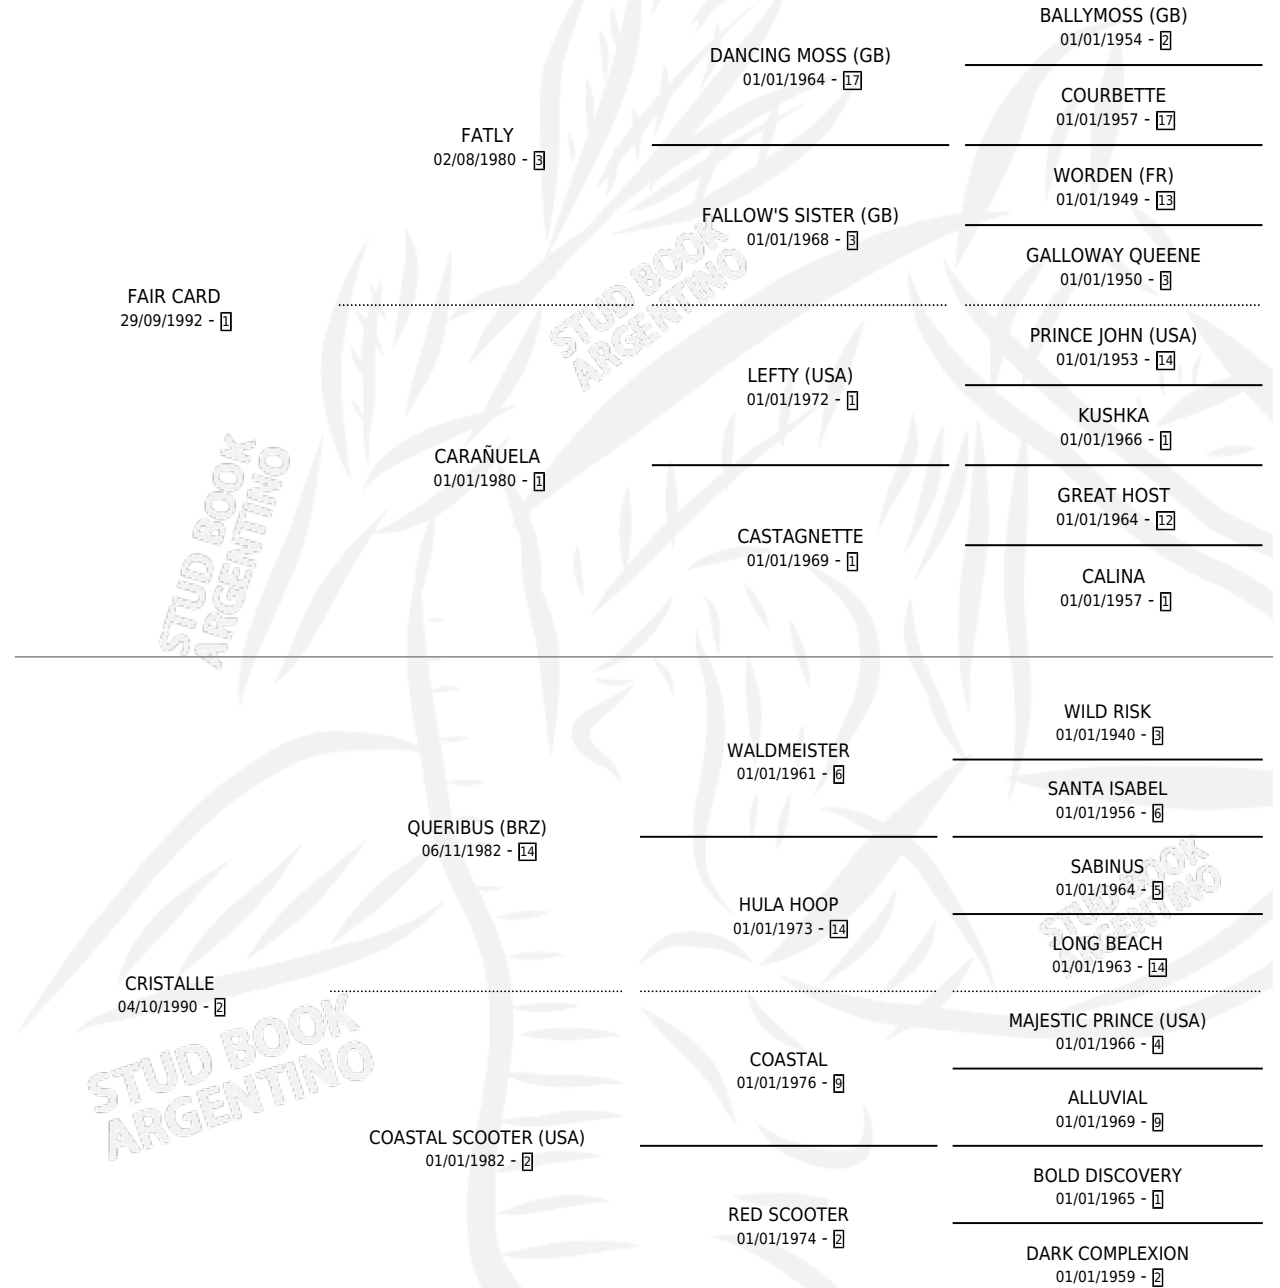 BALLYMOSS (GB)
01/01/1954 - 2
DANCING MOSS (GB)
01/01/1964 - 17
COURBETTE
01/01/1957 - 17
FATLY
02/08/1980 - 3
WORDEN (FR)
01/01/1949 - 13
FALLOW'S SISTER (GB)
01/01/1968 - 3
GALLOWAY QUEENE
01/01/1950 - 3
FAIR CARD
29/09/1992 - 1
STUD BOOK
ARGENTINO
PRINCE JOHN (USA)
01/01/1953 - 14
LEFTY (USA)
01/01/1972 - 1
KUSHKA
01/01/1966 - 1
CARAÑUELA
01/01/1980 - 1
GREAT HOST
01/01/1964 - 12
CASTAGNETTE
01/01/1969 - 1
CALINA
01/01/1957 - 1
STUD BOOK
ARGENTINO
WILD RISK
01/01/1940 - 3
WALDMEISTER
01/01/1961 - 6
SANTA ISABEL
01/01/1956 - 6
QUERIBUS (BRZ)
06/11/1982 - 14
SABINUS
01/01/1964 - 5
HULA HOOP
01/01/1973 - 14
STUD BOOK
ARGENTINO
LONG BEACH
01/01/1963 - 14
CRISTALLE
04/10/1990 - 2
MAJESTIC PRINCE (USA)
01/01/1966 - 4
COASTAL
01/01/1976 - 9
STUD BOOK
ARGENTINO
ALLUVIAL
01/01/1969 - 9
COASTAL SCOOTER (USA)
01/01/1982 - 2
BOLD DISCOVERY
01/01/1965 - 1
RED SCOOTER
01/01/1974 - 2
DARK COMPLEXION
01/01/1959 - 2